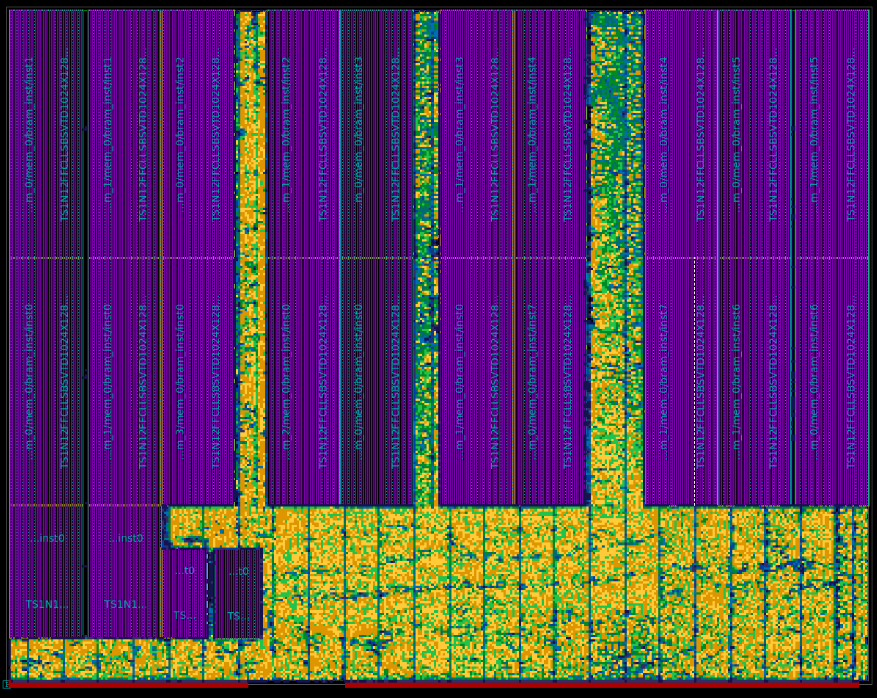 ...m_0/mem_0/bram_inst/inst1
TS1N12FFCLLSBSVTD1024X128...
...m_1/mem_0/bram_inst/inst1
TS1N12FFCLLSBSVTD1024X128...
...m_0/mem_0/bram_inst/inst2
TS1N12FFCLLSBSVTD1024X128...
...m_1/mem_0/bram_inst/inst2
TS1N12FFCLLSBSVTD1024X128...
...m_0/mem_0/bram_inst/inst3
TS1N12FFCLLSBSVTD1024X128...
...m_1/mem_0/bram_inst/inst3
TS1N12FFCLLSBSVTD1024X128...
...m_0/mem_0/bram_inst/inst4
TS1N12FFCLLSBSVTD1024X128...
...m_1/mem_0/bram_inst/inst4
TS1N12FFCLLSBSVTD1024X128...
...m_0/mem_0/bram_inst/inst5
TS1N12FFCLLSBSVTD1024X128...
...m_1/mem_0/bram_inst/inst5
TS1N12FFCLLSBSVTD1024X128...
...m_0/mem_0/bram_inst/inst0
TS1N12FFCLLSBSVTD1024X128...
...m_1/mem_0/bram_inst/inst0
TS1N12FFCLLSBSVTD1024X128...
...m_3/mem_0/bram_inst/inst0
TS1N12FFCLLSBSVTD1024X128...
...m_2/mem_0/bram_inst/inst0
TS1N12FFCLLSBSVTD1024X128...
...m_0/mem_0/bram_inst/inst0
TS1N12FFCLLSBSVTD1024X128...
...m_1/mem_0/bram_inst/inst0
TS1N12FFCLLSBSVTD1024X128...
...m_0/mem_0/bram_inst/inst7
TS1N12FFCLLSBSVTD1024X128...
...m_1/mem_0/bram_inst/inst7
TS1N12FFCLLSBSVTD1024X128...
...m_0/mem_0/bram_inst/inst6
TS1N12FFCLLSBSVTD1024X128...
...m_1/mem_0/bram_inst/inst6
TS1N12FFCLLSBSVTD1024X128...
...inst0
TS1N1...
...inst0
TS1N1...
...t0
TS...
...t0
TS...